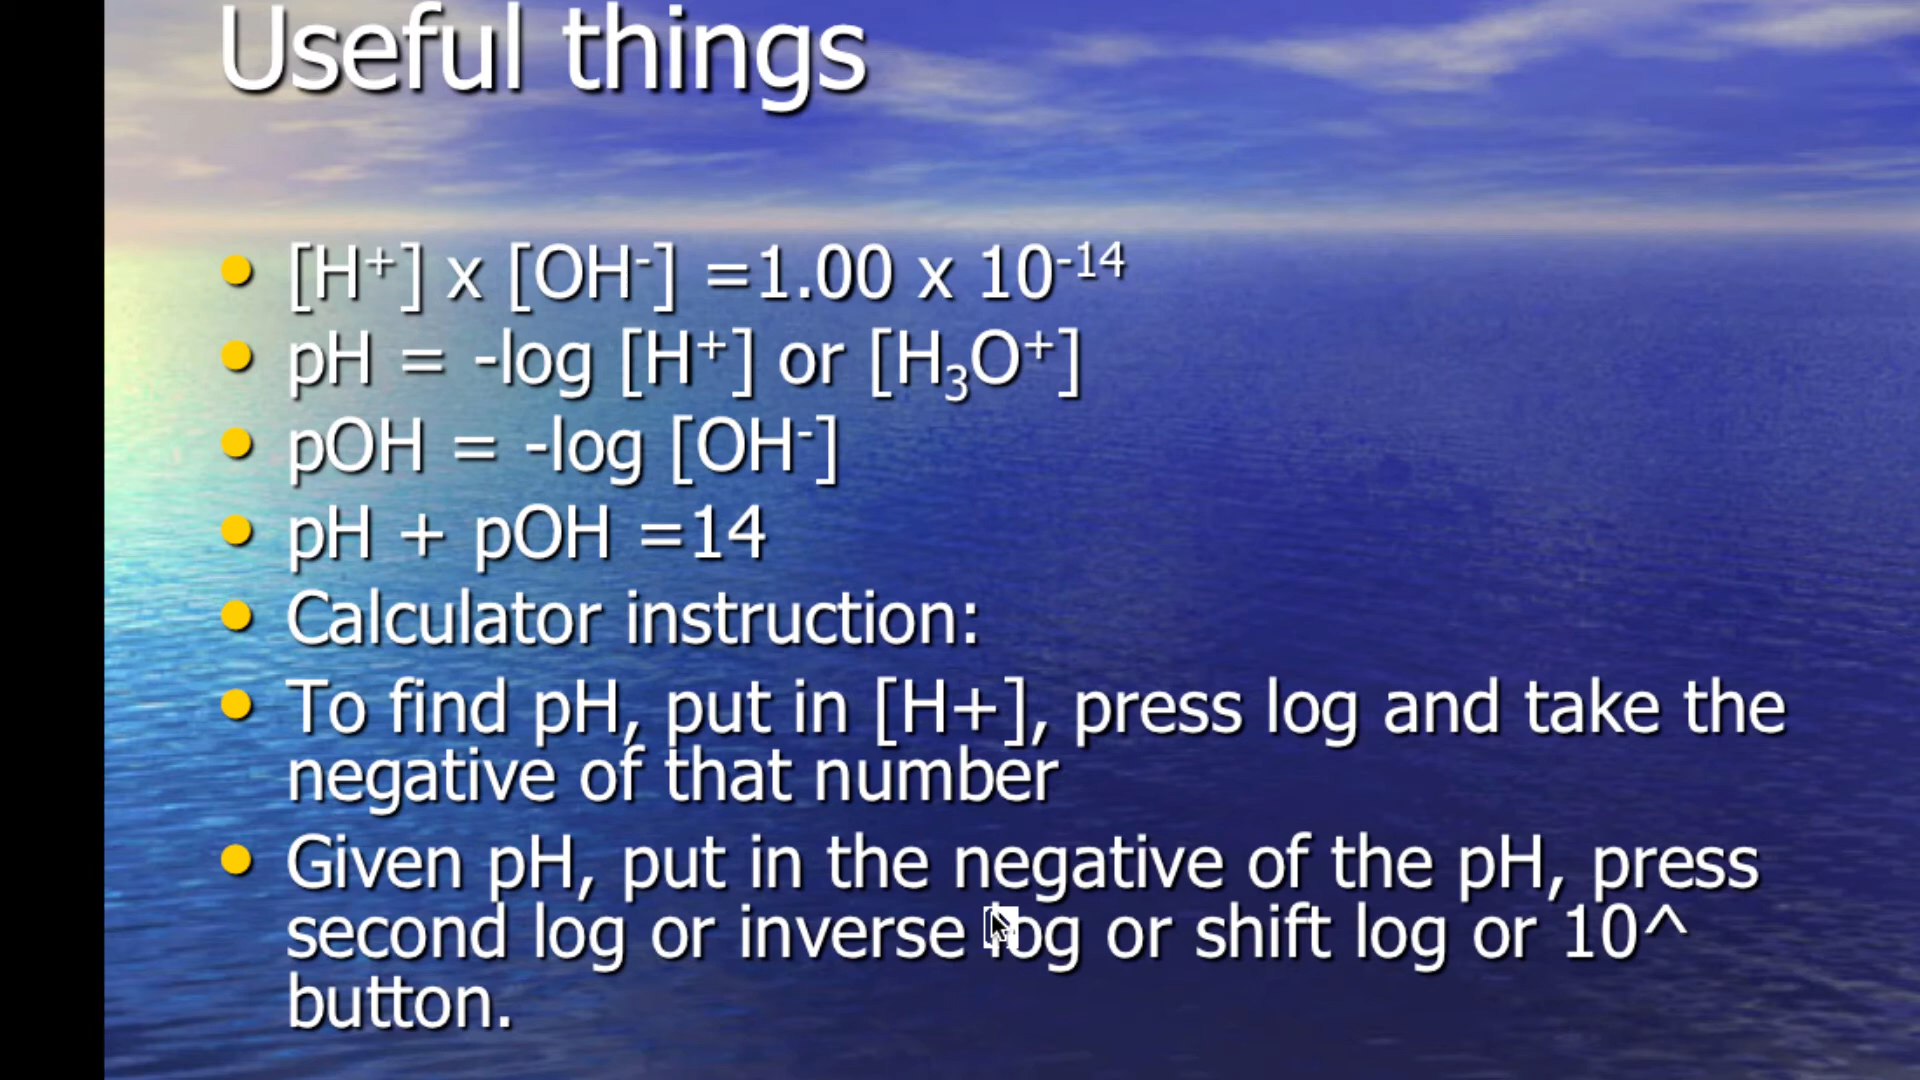 Useful things
• [H⁺] x [OH⁻] =1.00 x 10⁻¹⁴
• pH = -log [H⁺] or [H₃O⁺]
• pOH = -log [OH⁻]
• pH + pOH =14
• Calculator instruction:
• To find pH, put in [H+], press log and take the
negative of that number
• Given pH, put in the negative of the pH, press
second log or inverse log or shift log or 10^
button.